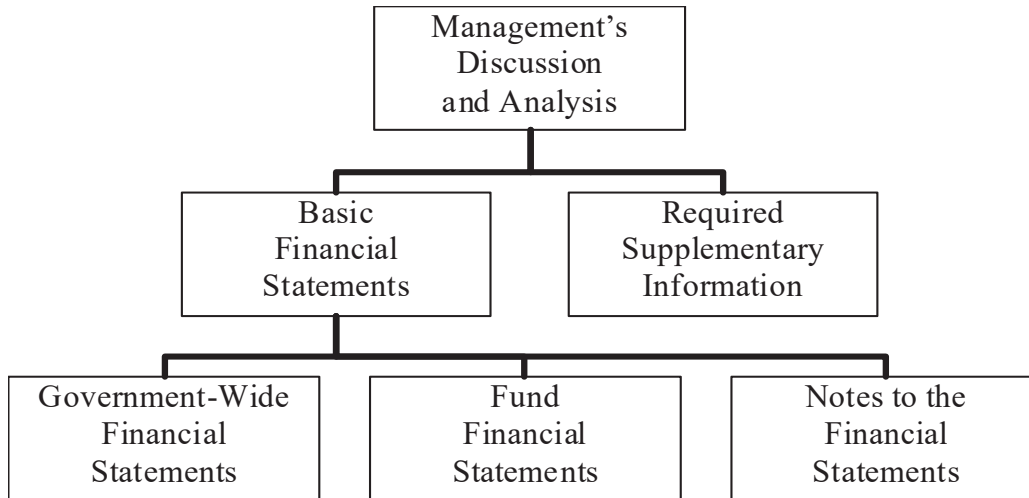 Management’s
Discussion
and Analysis
Basic
Financial
Statements
Required
Supplementary
Information
Government-Wide
Financial
Statements
Fund
Financial
Statements
Notes to the
Financial
Statements